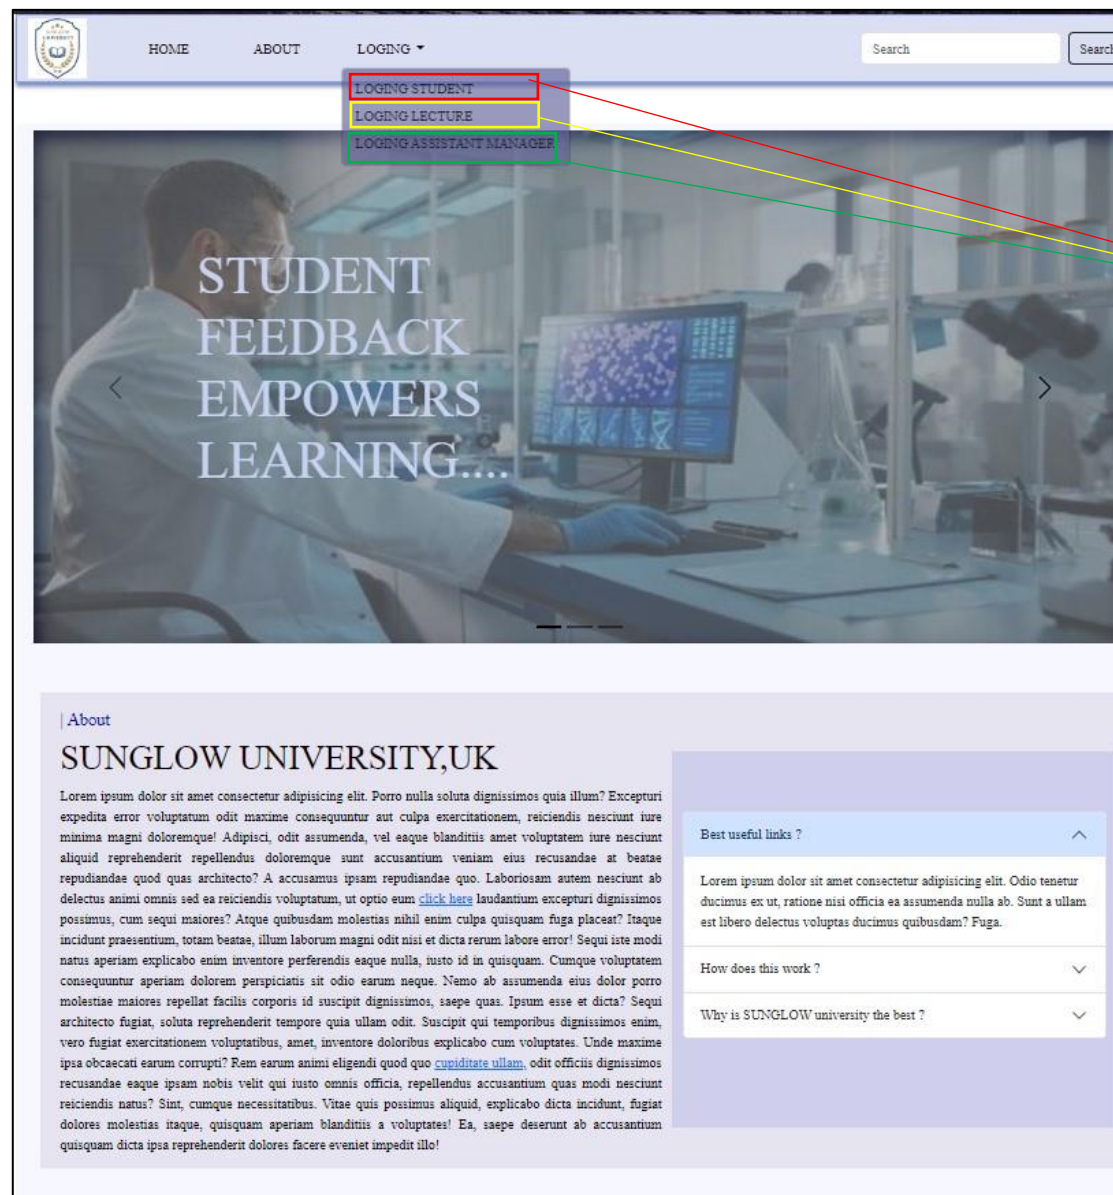 HOME ABOUT LOGING Search Search
LOGING STUDENT
LOGING LECTURE
LOGING ASSISTANT MANAGER
STUDENT
FEEDBACK
EMPOWERS
LEARNING....
| About
SUNGLOW UNIVERSITY,UK
Lorem ipsum dolor sit amet consectetur adipisicing elit. Porro nulla soluta dignissimos quia illum? Excepturi
expedita error voluptatum odit maxime consequuntur aut culpa exercitationem, reiciendis nesciunt iure
minima magni doloremque! Adipisci, odit assumenda, vel eaque blanditiis amet voluptatem iure nesciunt
aliquid reprehenderit repellendus doloremque sunt accusantium veniam eius recusandae at beatae
repudiandae quod quas architecto? A accusamus ipsam repudiandae quo. Laboriosam autem nesciunt ab
delectus animi omnis sed ea reiciendis voluptatum, ut optio eum click here laudantium excepturi dignissimos
possimus, cum sequi maiores? Atque quibusdam molestias nihil enim culpa quisquam fuga placeat? Itaque
incidunt praesentium, totam beatae, illum laborum magni odit nisi et dicta rerum labore error! Sequi iste modi
natus aperiam explicabo enim inventore perferendis eaque nulla, iusto id in quisquam. Cumque voluptatem
consequuntur aperiam dolorem perspiciatis sit odio earum neque. Nemo ab assumenda eius dolor porro
molestiae maiores repellat facilis corporis id suscipit dignissimos, saepe quas. Ipsum esse et dicta? Sequi
architecto fugiat, soluta reprehenderit tempore quia ullam odit. Suscipit qui temporibus dignissimos enim,
vero fugiat exercitationem voluptatibus, amet, inventore doloribus explicabo cum voluptates. Unde maxime
ipsa obcaecati earum corrupti? Rem earum animi eligendi quod quo cupiditate ullam, odit officiis dignissimos
recusandae eaque ipsam nobis velit qui iusto omnis officia, repellendus accusantium quas modi nesciunt
reiciendis natus? Sint, cumque necessitatibus. Vitae quis possimus aliquid, explicabo dicta incidunt, fugiat
dolores molestias itaque, quisquam aperiam blanditiis a voluptates! Ea, saepe deserunt ab accusantium
quisquam dicta ipsa reprehenderit dolores facere eveniet impedit illo!
Best useful links ?
Lorem ipsum dolor sit amet consectetur adipisicing elit. Odio tenetur
ducimus ex ut, ratione nisi officia ea assumenda nulla ab. Sunt a ullam
est libero delectus voluptas ducimus quibusdam? Fuga.
How does this work ?
Why is SUNGLOW university the best ?